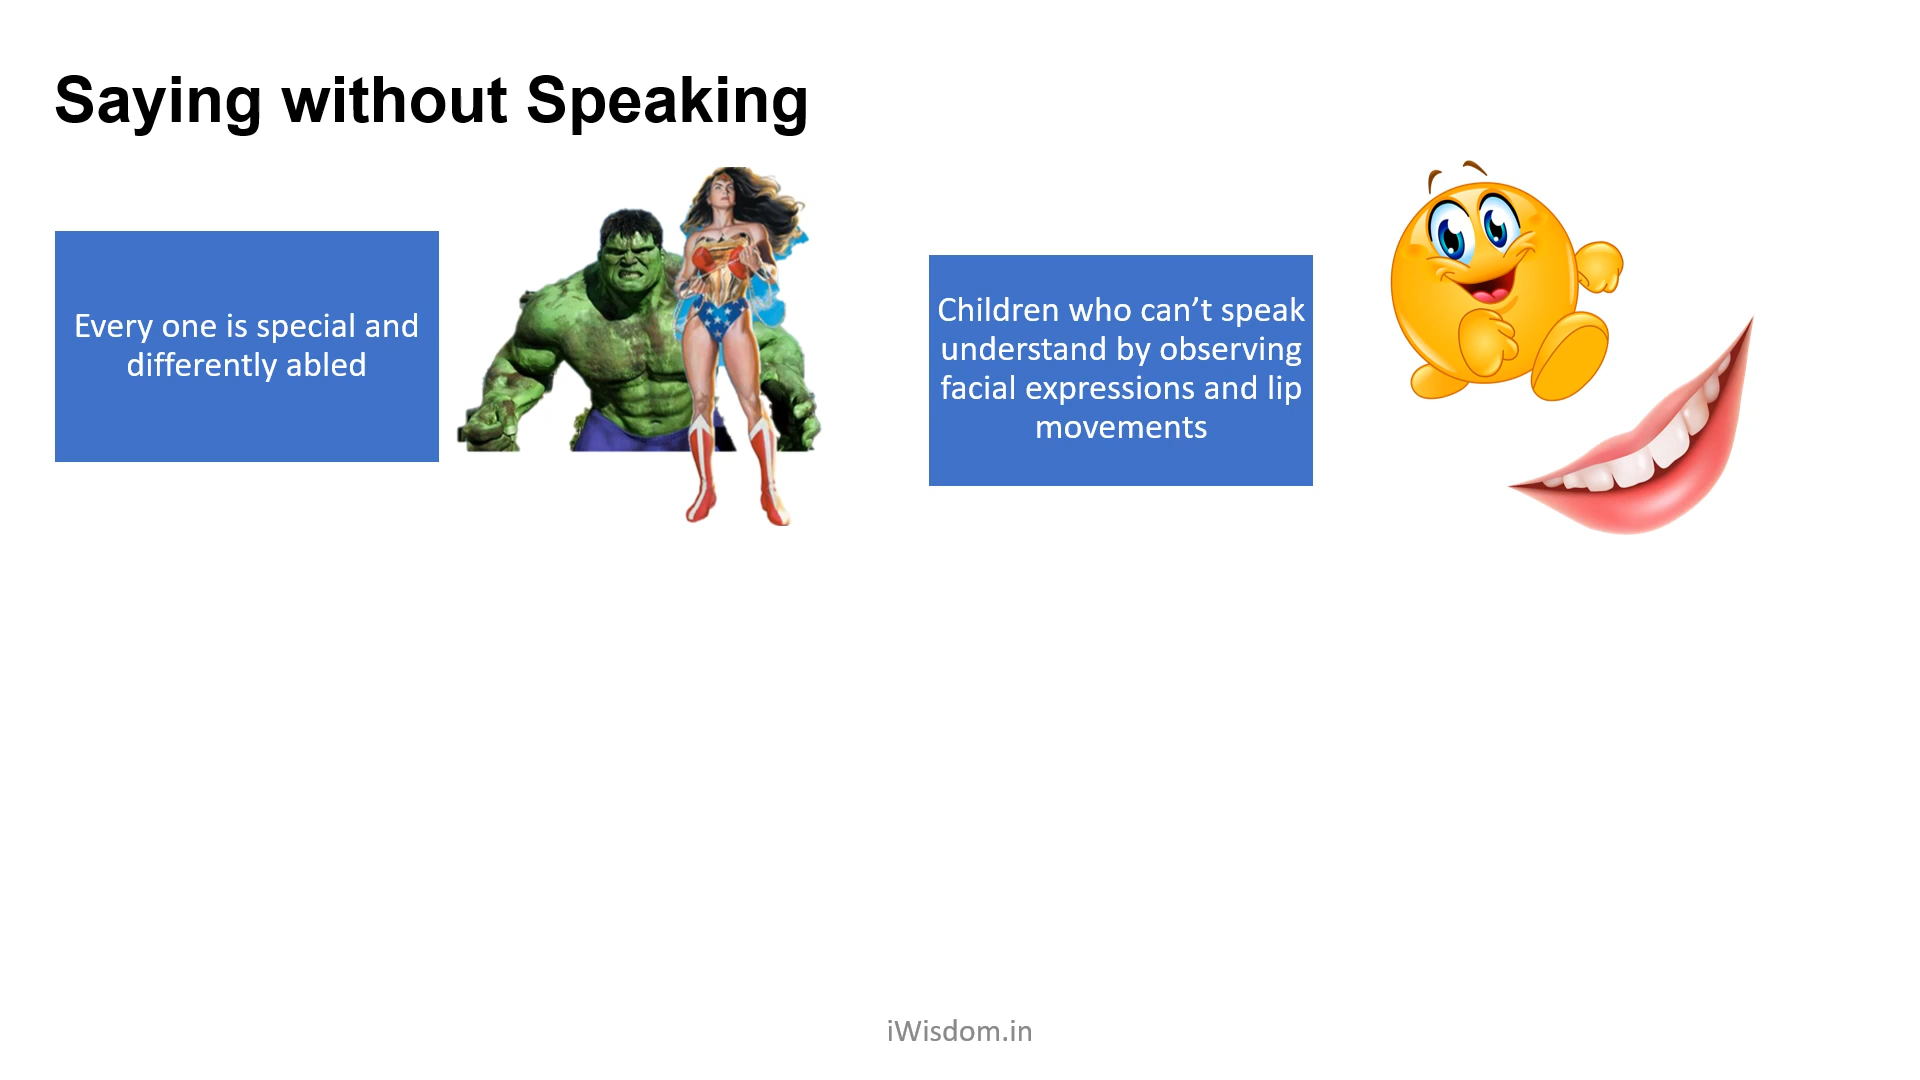 Saying without Speaking
Every one is special and
differently abled
Children who can’t speak
understand by observing
facial expressions and lip
movements
iWisdom.in